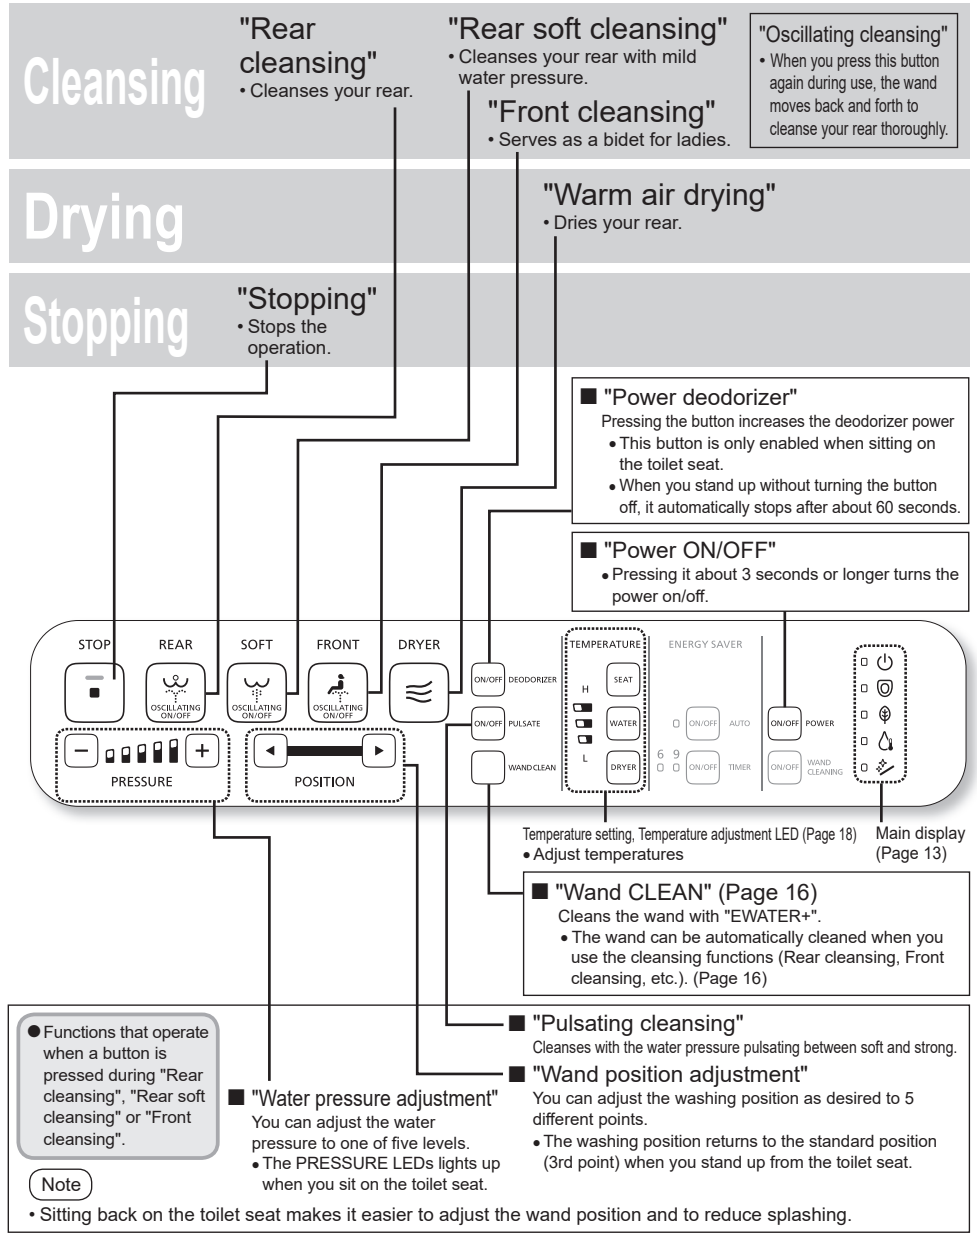 Cleansing
"Rear
cleansing"
• Cleanses your rear.
"Rear soft cleansing"
• Cleanses your rear with mild
water pressure.
"Front cleansing"
• Serves as a bidet for ladies.
"Oscillating cleansing"
• When you press this button
again during use, the wand
moves back and forth to
cleanse your rear thoroughly.
Drying
"Warm air drying"
• Dries your rear.
Stopping
"Stopping"
• Stops the
operation.
■ "Power deodorizer"
Pressing the button increases the deodorizer power
● This button is only enabled when sitting on
the toilet seat.
● When you stand up without turning the button
off, it automatically stops after about 60 seconds.
■ "Power ON/OFF"
● Pressing it about 3 seconds or longer turns the
power on/off.
STOP
REAR
OSCILLATING
ON/OFF
SOFT
OSCILLATING
ON/OFF
FRONT
OSCILLATING
ON/OFF
DRYER
− +
PRESSURE
POSITION
ON/OFF DEODORIZER
ON/OFF PULSATE
WAND CLEAN
TEMPERATURE
H
L
SEAT
WATER
DRYER
ENERGY SAVER
ON/OFF AUTO
6 9
ON/OFF TIMER
ON/OFF POWER
ON/OFF WAND
CLEANING
Temperature setting, Temperature adjustment LED (Page 18)
● Adjust temperatures
Main display
(Page 13)
■ "Wand CLEAN" (Page 16)
Cleans the wand with "EWATER+".
● The wand can be automatically cleaned when you
use the cleansing functions (Rear cleansing, Front
cleansing, etc.). (Page 16)
● Functions that operate
when a button is
pressed during "Rear
cleansing", "Rear soft
cleansing" or "Front
cleansing".
■ "Water pressure adjustment"
You can adjust the water
pressure to one of five levels.
● The PRESSURE LEDs lights up
when you sit on the toilet seat.
■ "Pulsating cleansing"
Cleanses with the water pressure pulsating between soft and strong.
■ "Wand position adjustment"
You can adjust the washing position as desired to 5
different points.
● The washing position returns to the standard position
(3rd point) when you stand up from the toilet seat.
Note
• Sitting back on the toilet seat makes it easier to adjust the wand position and to reduce splashing.